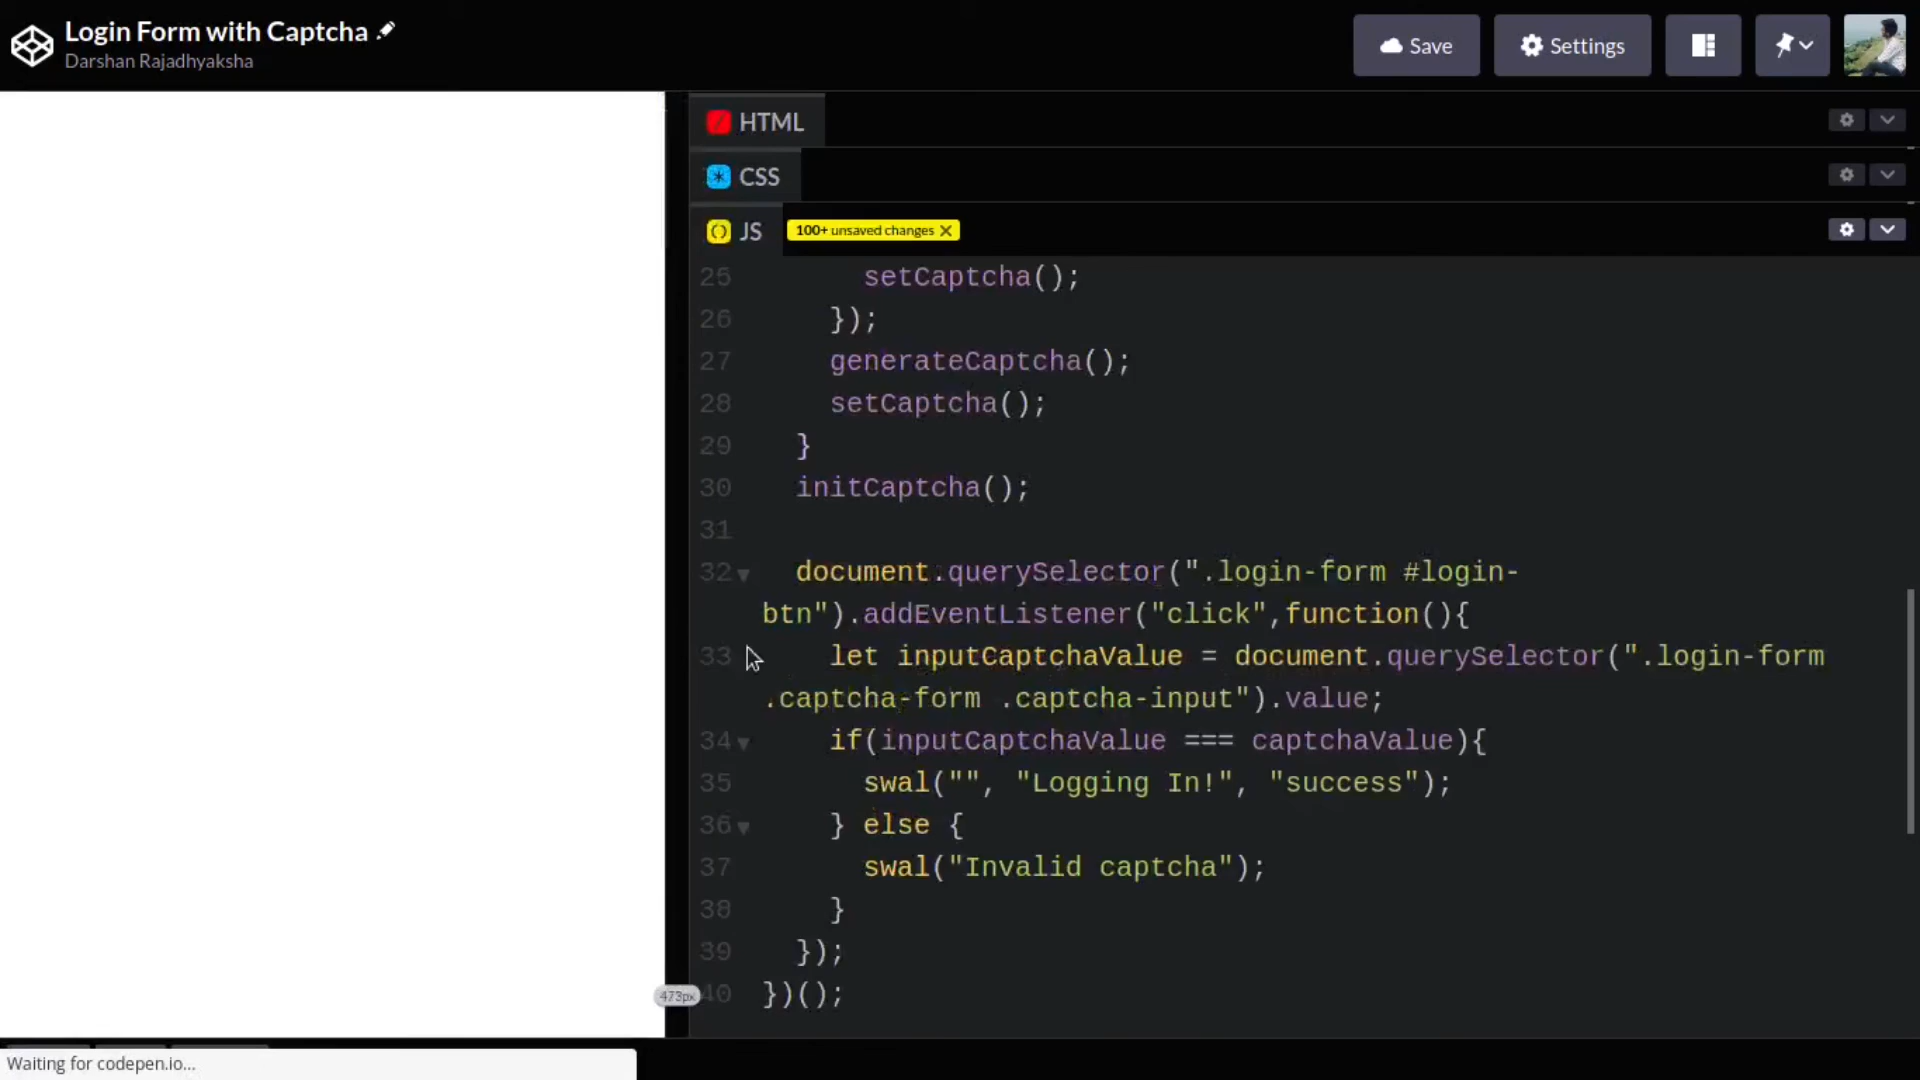 Login Form with Captcha
Darshan Rajadhyaksha
Save
Settings
HTML
CSS
JS
100+ unsaved changes
25 setCaptcha();
26 });
27 generateCaptcha();
28 setCaptcha();
29 }
30 initCaptcha();
31
32 document.querySelector(".login-form #login-
btn").addEventListener("click",function(){
33 let inputCaptchaValue = document.querySelector(".login-form
.captcha-form .captcha-input").value;
34 if(inputCaptchaValue === captchaValue){
35 swal("", "Logging In!", "success");
36 } else {
37 swal("Invalid captcha");
38 }
39 });
40 })();
473px
Waiting for codepen.io...